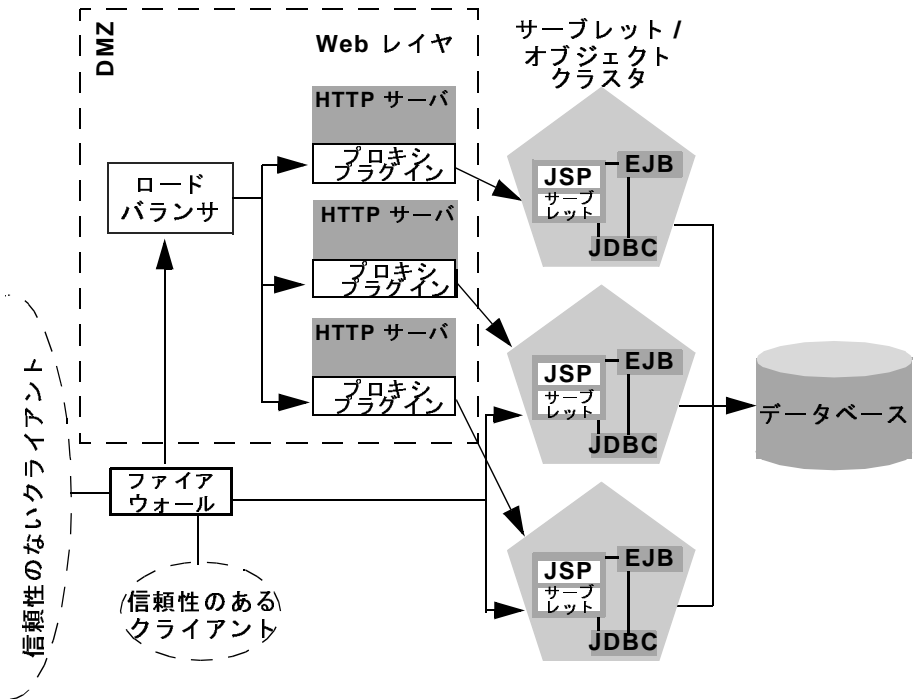 DMZ
Web レイヤ
サーブレット /
オブジェクト
クラスタ
HTTP サーバ
プロキシ
プラグイン
ロード
バランサ
HTTP サーバ
プロキシ
プラグイン
HTTP サーバ
プロキシ
プラグイン
JSP
サーブ
レット
EJB
JDBC
JSP
サーブ
レット
EJB
JDBC
JSP
サーブ
レット
EJB
JDBC
データベース
ファイア
ウォール
信頼性のないクライアント
信頼性のある
クライアント